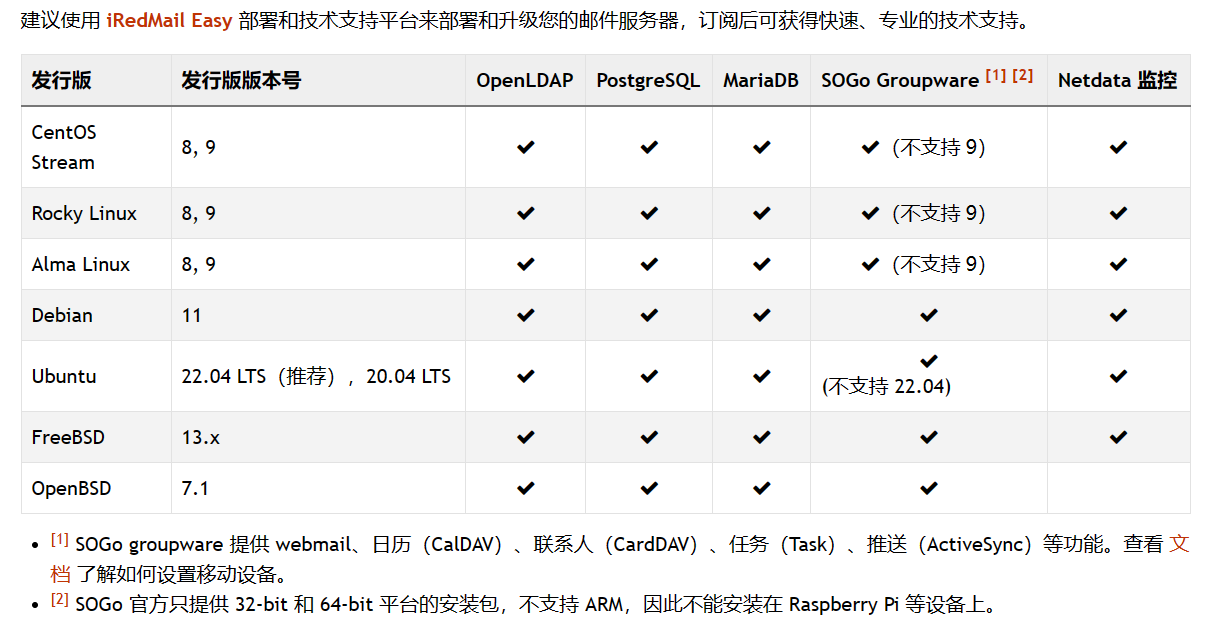 建议使用 iRedMail Easy 部署和技术支持平台来部署和升级您的邮件服务器，订阅后可获得快速、专业的技术支持。
发行版 发行版版本号 OpenLDAP PostgreSQL MariaDB SOGo Groupware [1] [2] Netdata 监控
CentOS
Stream
8, 9 ✔ ✔ ✔ ✔ (不支持 9) ✔
Rocky Linux 8, 9 ✔ ✔ ✔ ✔ (不支持 9) ✔
Alma Linux 8, 9 ✔ ✔ ✔ ✔ (不支持 9) ✔
Debian 11 ✔ ✔ ✔ ✔ ✔
Ubuntu 22.04 LTS（推荐），20.04 LTS ✔ ✔ ✔ ✔ ✔
(不支持 22.04)
FreeBSD 13.x ✔ ✔ ✔ ✔ ✔
OpenBSD 7.1 ✔ ✔ ✔ ✔
• [1] SOGo groupware 提供 webmail、日历（CalDAV）、联系人（CardDAV）、任务（Task）、推送（ActiveSync）等功能。查看 文
档 了解如何设置移动设备。
• [2] SOGo 官方只提供 32-bit 和 64-bit 平台的安装包，不支持 ARM，因此不能安装在 Raspberry Pi 等设备上。